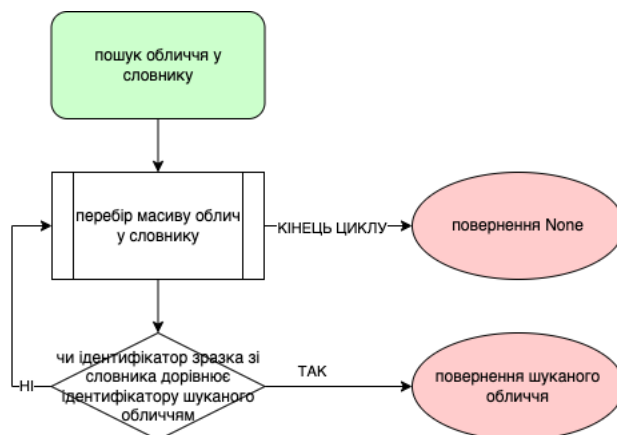 пошук обличчя у
словнику
перебір масиву облич
у словнику
КІНЕЦЬ ЦИКЛУ
повернення None
чи ідентифікатор зразка зі
словника дорівнює
ідентифікатору шуканого
обличчям
НІ
ТАК
повернення шуканого
обличчя